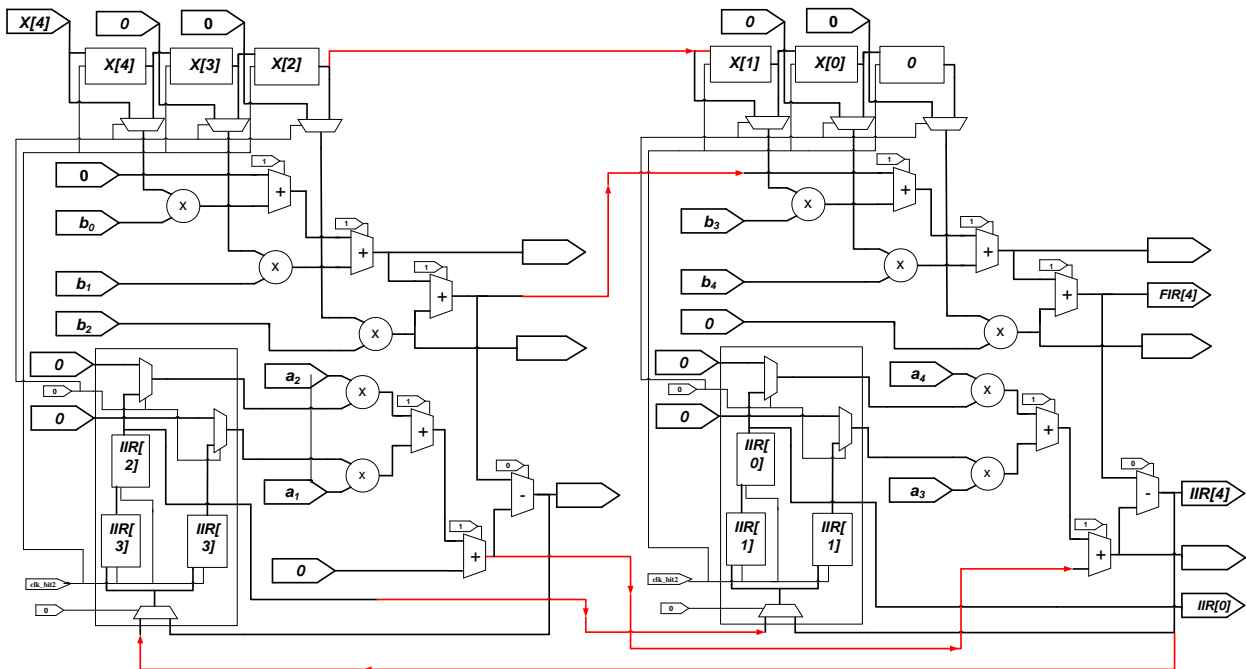 X[4] 0 0 0 0
X[4] X[3] X[2] X[1] X[0] 0
1 1
0
+ +
b0 x b3 x
1 1
+ +
b1 x b4 x
1 1
+ + FIR[4]
b2 x 0 x
0 a2 x 0 a4 x
0 0
1 1
0 + 0 +
IIR[ IIR[
2] 0]
x x
a1 a3
0 0
- - IIR[4]
IIR[ IIR[ IIR[ IIR[
3] 3] 1] 1]
1 1
+ +
clk_bit2 0 clk_bit2
0 0 IIR[0]